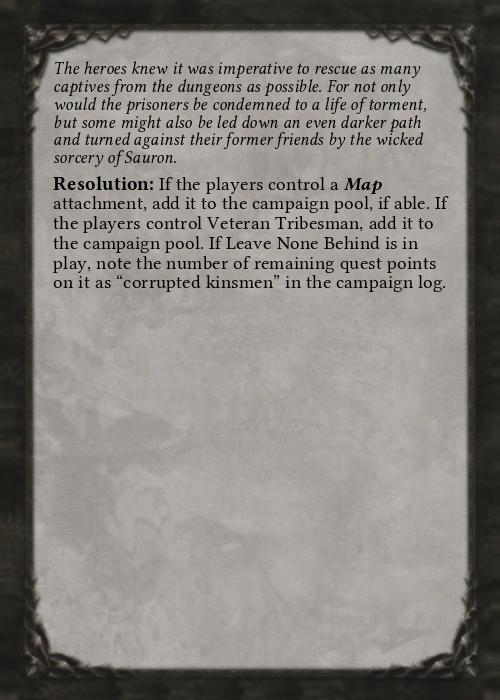 The heroes knew it was imperative to rescue as many
captives from the dungeons as possible. For not only
would the prisoners be condemned to a life of torment,
but some might also be led down an even darker path
and turned against their former friends by the wicked
sorcery of Sauron.
Resolution: If the players control a Map
attachment, add it to the campaign pool, if able. If
the players control Veteran Tribesman, add it to
the campaign pool. If Leave None Behind is in
play, note the number of remaining quest points
on it as “corrupted kinsmen” in the campaign log.